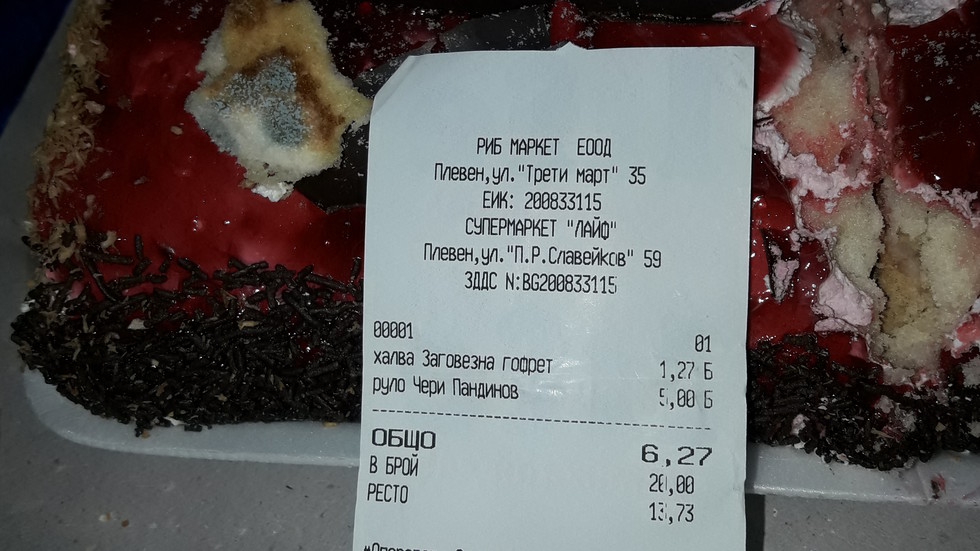 РИБ МАРКЕТ ЕООД
Плевен,ул."Трети март" 35
ЕИК: 200833115
СУПЕРМАРКЕТ "ЛАЙФ"
Плевен,ул."П.Р.Славейков" 59
ЗДДС N:BG200833115
00001 01
халва Заговезна гофрет 1,27 Б
руло Чери Пандинов 5,00 Б
ОБЩО 6,27
В БРОЙ 20,00
РЕСТО 13,73